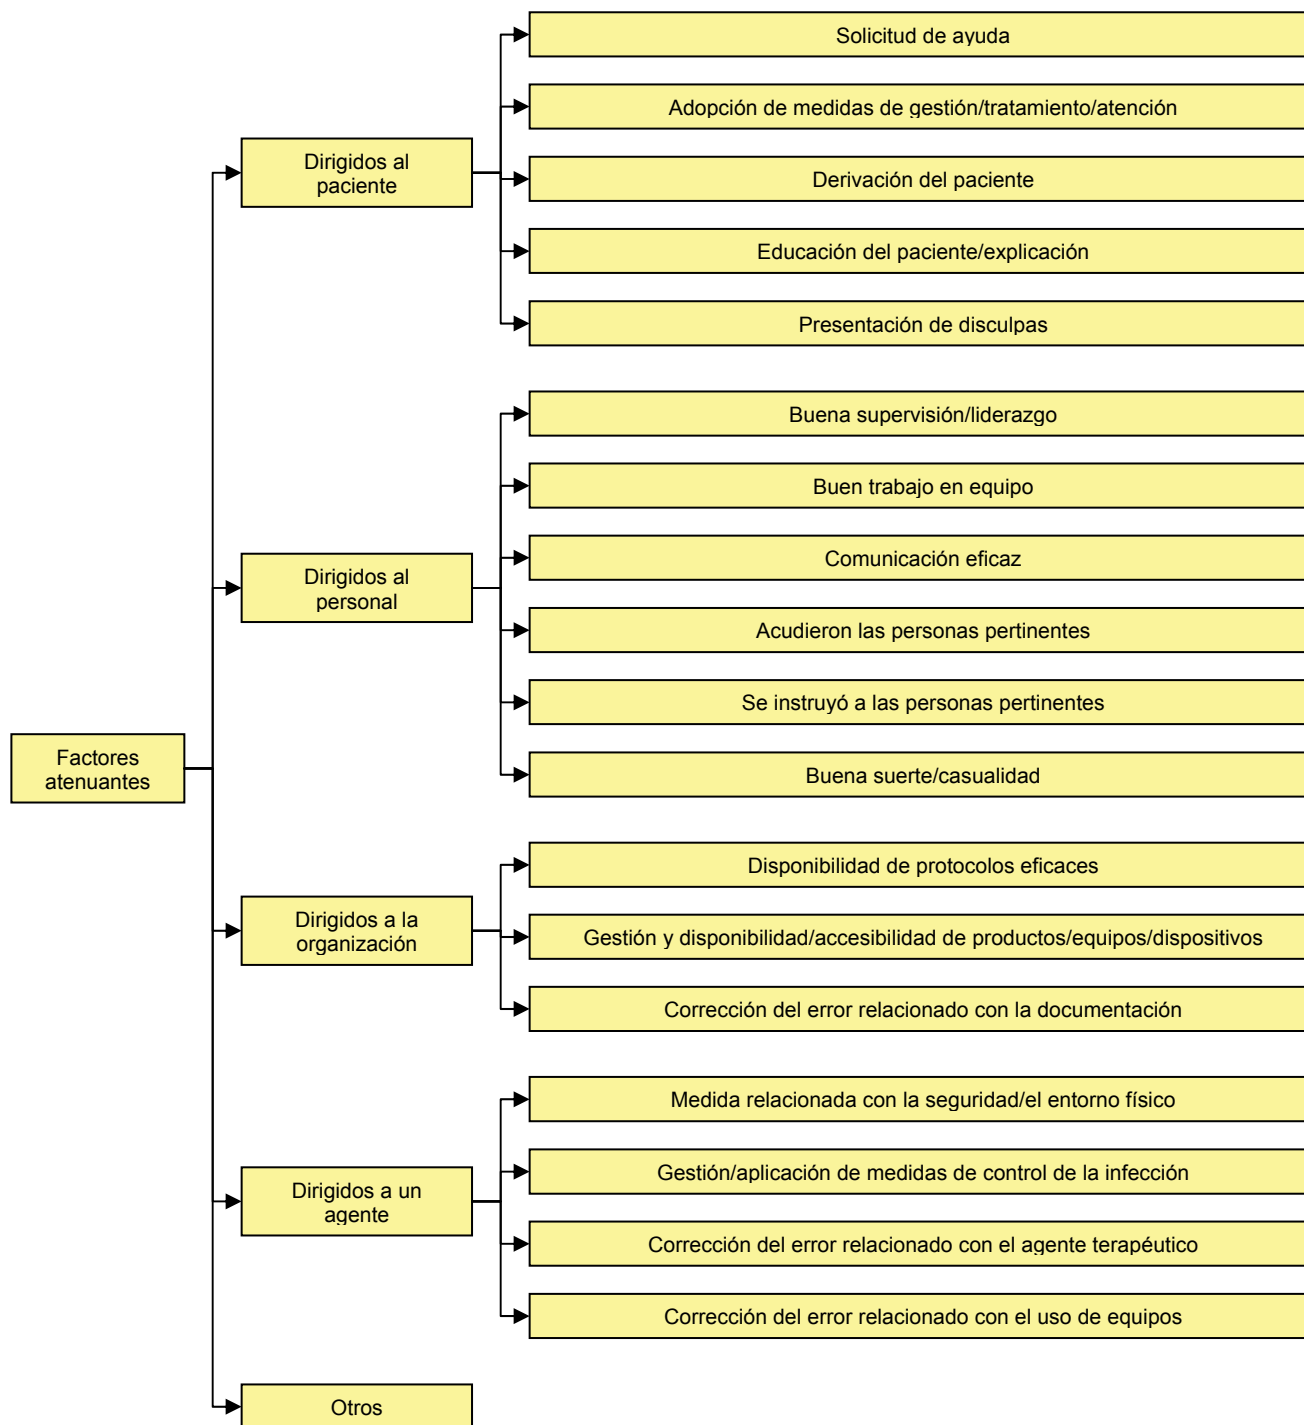 Factores
atenuantes
Dirigidos al
paciente
Solicitud de ayuda
Adopción de medidas de gestión/tratamiento/atención
Derivación del paciente
Educación del paciente/explicación
Presentación de disculpas
Dirigidos al
personal
Buena supervisión/liderazgo
Buen trabajo en equipo
Comunicación eficaz
Acudieron las personas pertinentes
Se instruyó a las personas pertinentes
Buena suerte/casualidad
Dirigidos a la
organización
Disponibilidad de protocolos eficaces
Gestión y disponibilidad/accesibilidad de productos/equipos/dispositivos
Corrección del error relacionado con la documentación
Dirigidos a un
agente
Medida relacionada con la seguridad/el entorno físico
Gestión/aplicación de medidas de control de la infección
Corrección del error relacionado con el agente terapéutico
Corrección del error relacionado con el uso de equipos
Otros